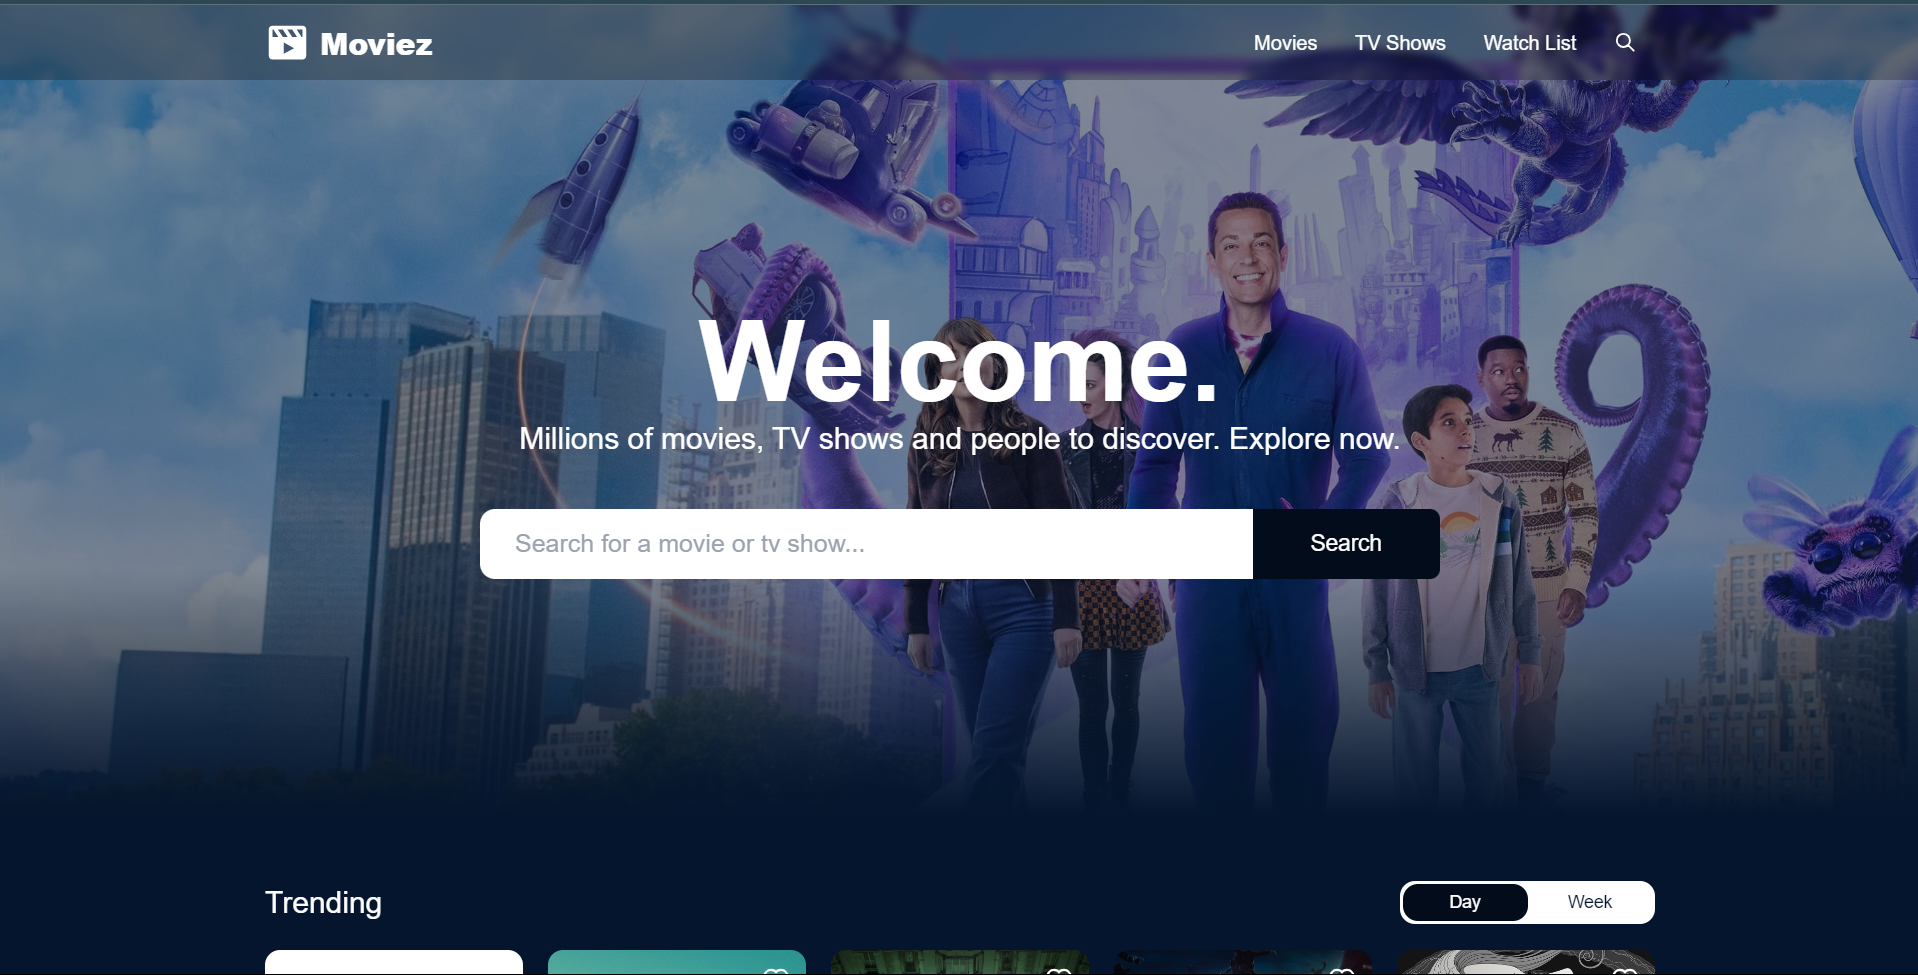 Moviez
Movies TV Shows Watch List
Welcome.
Millions of movies, TV shows and people to discover. Explore now.
Search for a movie or tv show... Search
Trending
Day Week